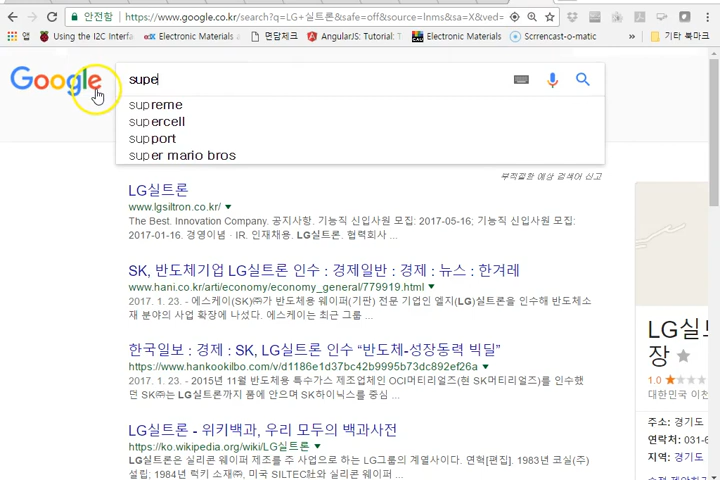 안전함 https://www.google.co.kr/search?q=LG+실트론&safe=off&source=lnms&sa=X&ved=
Using the I2C Interfa Electronic Materials a 면담체크 AngularJS: Tutorial: T Electronic Materials Scrrencast-o-matic » 기타 북마크
Google supe
supreme
supercell
support
super mario bros
부적절한 예상 검색어 신고
LG실트론
www.lgsiltron.co.kr/
The Best. Innovation Company. 공지사항. 기능직 신입사원 모집: 2017-05-16; 기능직 신입사원 모집:
2017-01-16. 경영이념 · IR. 인재채용. LG실트론. 협력회사 ...
SK, 반도체기업 LG실트론 인수 : 경제일반 : 경제 : 뉴스 : 한겨레
www.hani.co.kr/arti/economy/economy_general/779919.html
2017. 1. 23. - 에스케이(SK)㈜가 반도체용 웨이퍼(기판) 전문 기업인 엘지(LG)실트론을 인수해 반도체소
재 분야의 사업 확장에 나섰다. 에스케이는 최근 그룹 ...
한국일보 : 경제 : SK, LG실트론 인수 “반도체-성장동력 빅딜”
https://www.hankookilbo.com/v/d1186e1d37bc42b9995b73dc892ef26a
2017. 1. 23. - 2015년 11월 반도체용 특수가스 제조업체인 OCI머티리얼즈(현 SK머티리얼즈)를 인수했
던 SK㈜는 LG실트론까지 품에 안으며 SK하이닉스를 중심 ...
LG실트론 - 위키백과, 우리 모두의 백과사전
https://ko.wikipedia.org/wiki/LG실트론
LG실트론은 실리콘 웨이퍼 제조를 주 사업으로 하는 LG그룹의 계열사이다. 연혁[편집]. 1983년 코실(주)
설립; 1984년 럭키 소재㈜, 미국 SILTEC社와 실리콘 웨이퍼 ...
LG실트
장
1.0
대한민국 이천
주소: 경기도
연락처: 031-6
지역: 경기도